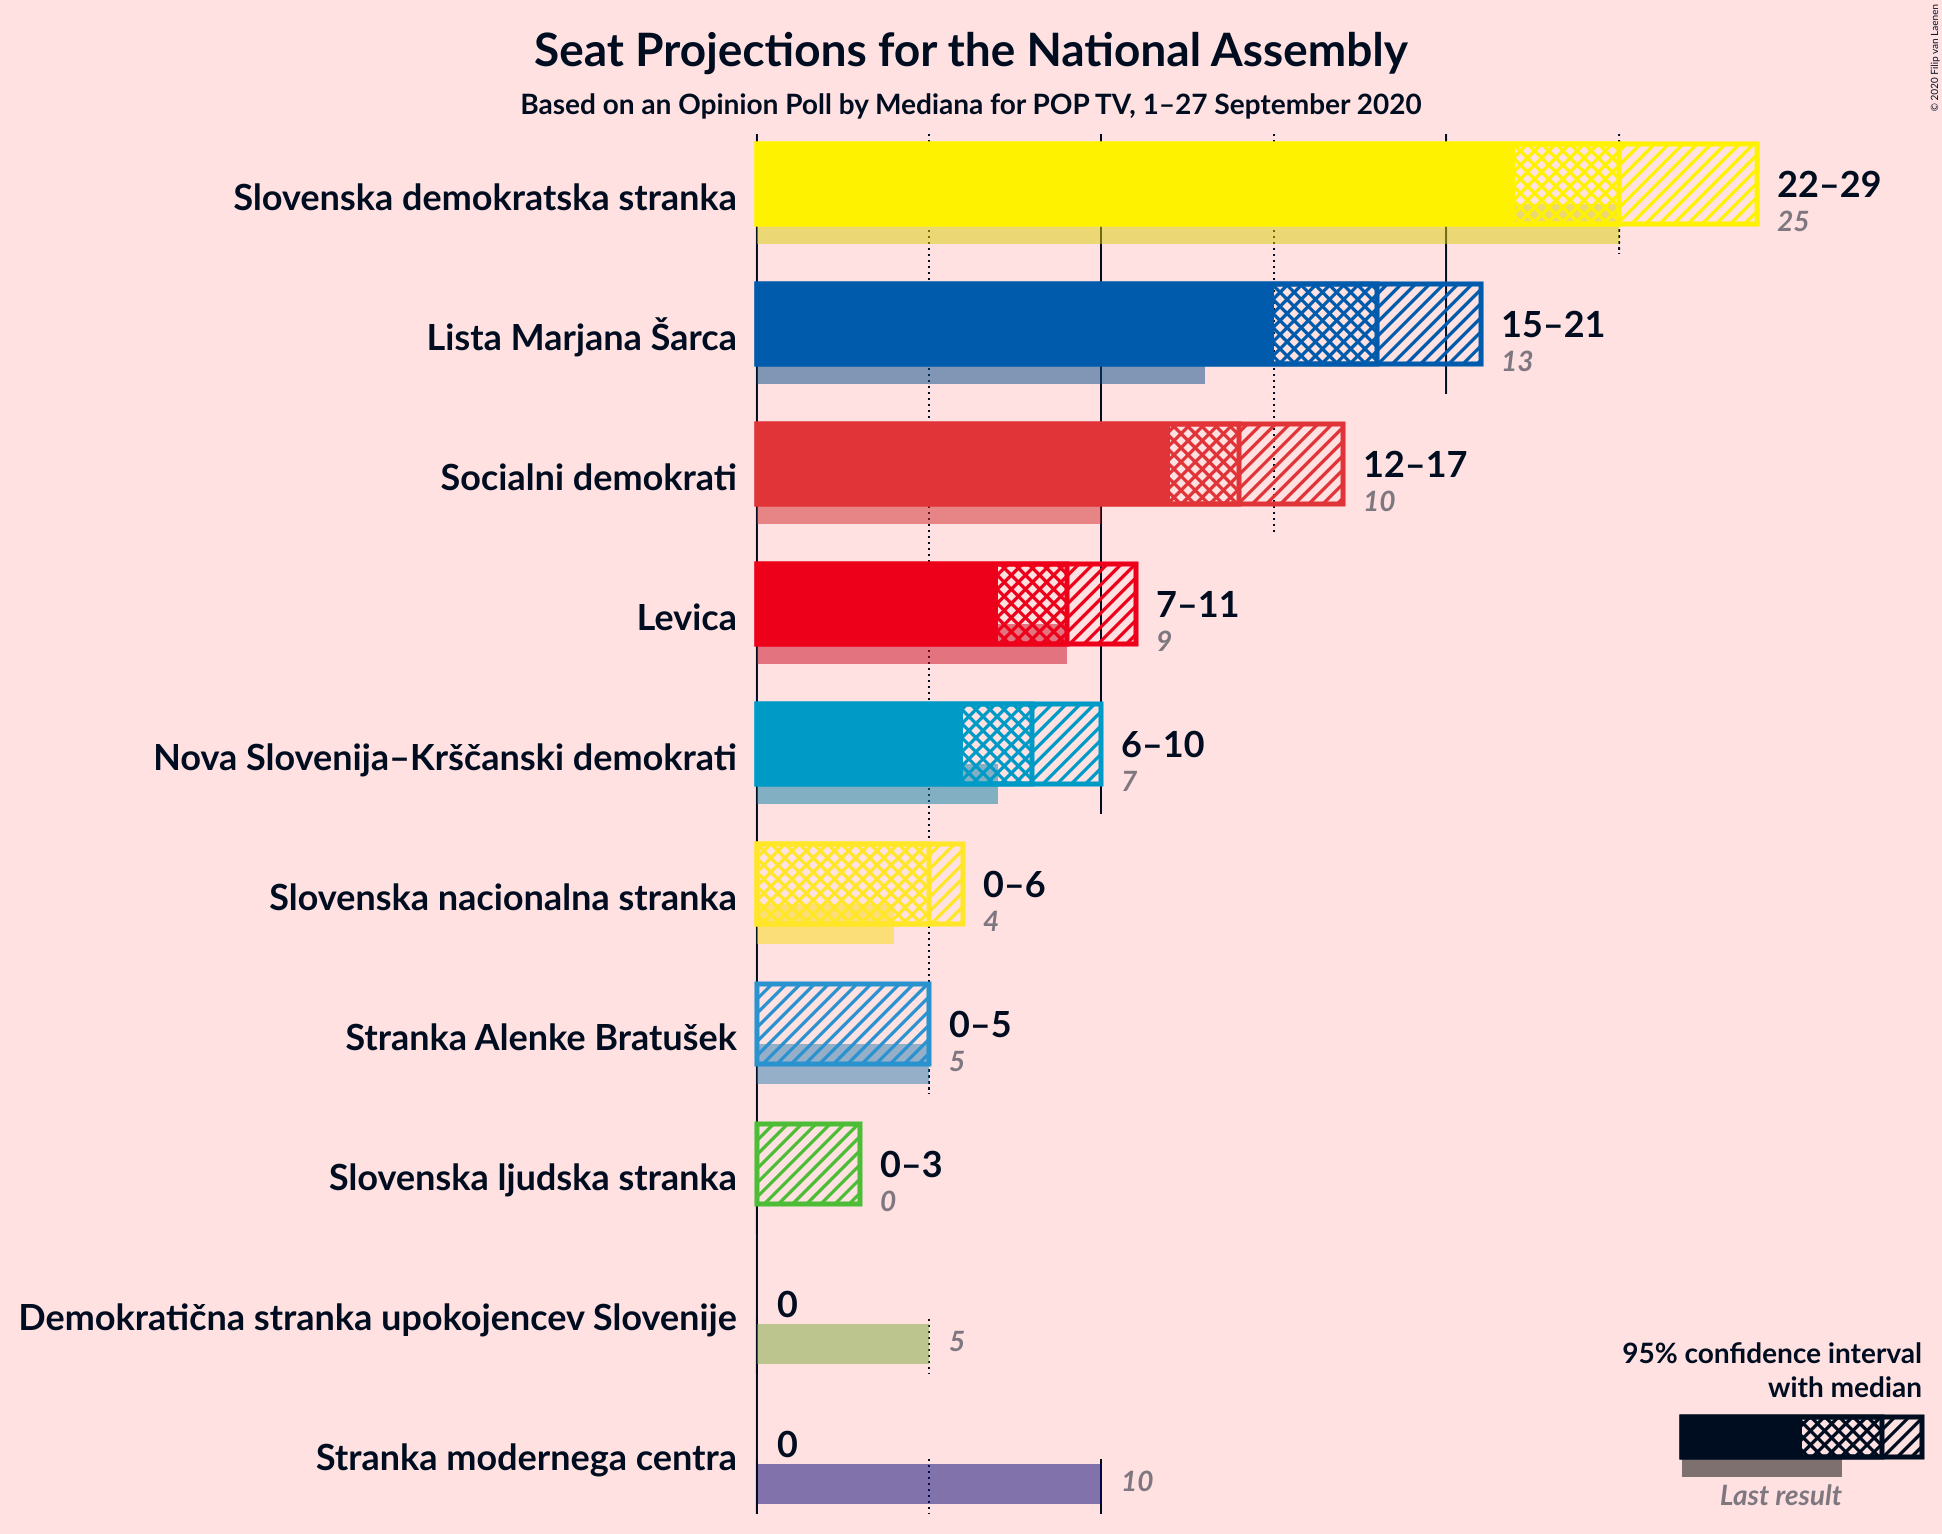 Seat Projections for the National Assembly
Based on an Opinion Poll by Mediana for POP TV, 1–27 September 2020
© 2020 Filip van Laenen
Slovenska demokratska stranka
22–29
25
Lista Marjana Šarca
15–21
13
Socialni demokrati
12–17
10
Levica
7–11
9
Nova Slovenija–Krščanski demokrati
6–10
7
Slovenska nacionalna stranka
0–6
4
Stranka Alenke Bratušek
0–5
5
Slovenska ljudska stranka
0–3
0
Demokratična stranka upokojencev Slovenije
0
5
Stranka modernega centra
0
10
95% confidence interval
with median
Last result